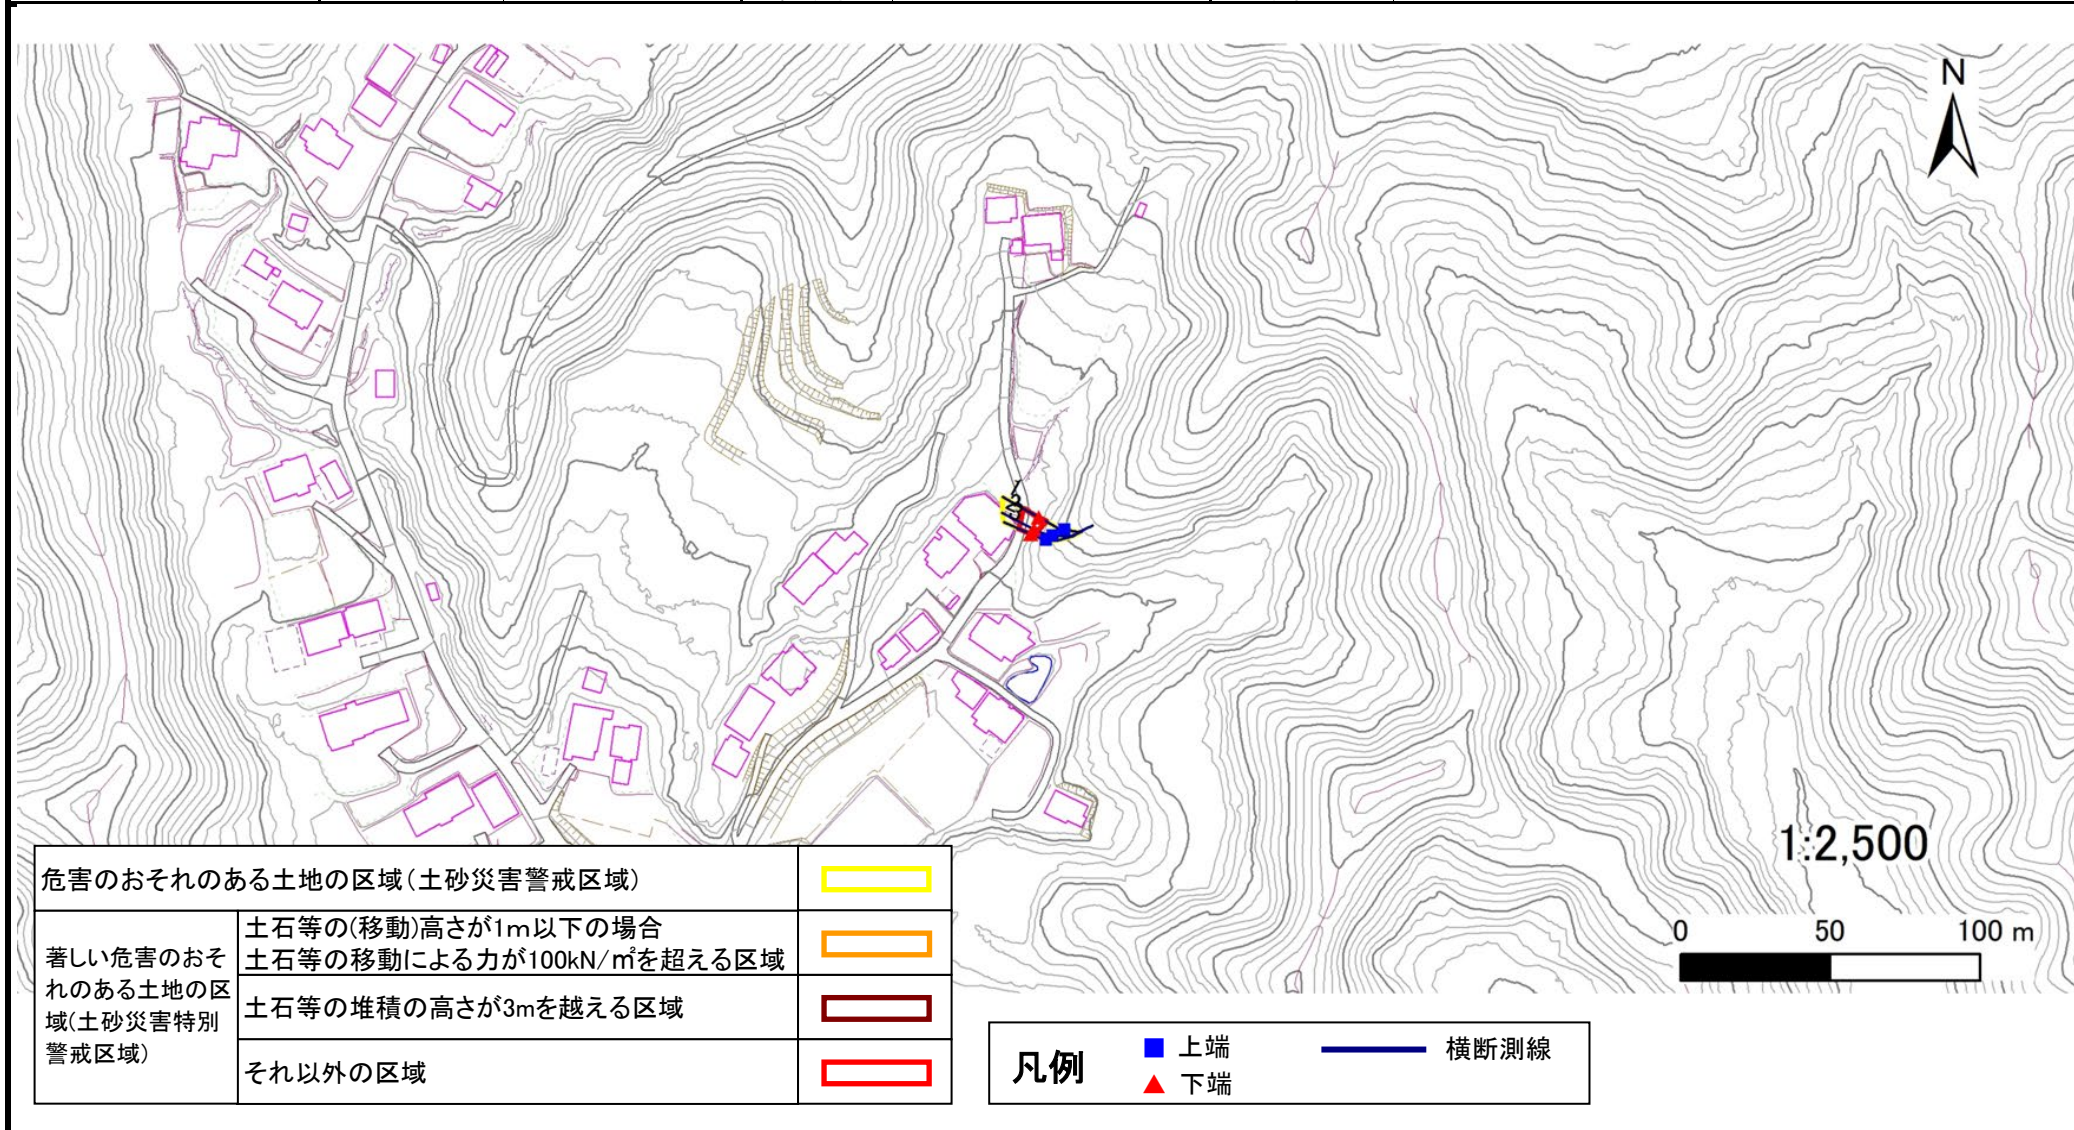 N
1
2
3
1:2,500
0 50 100 m
危害のおそれのある土地の区域(土砂災害警戒区域)
著しい危害のおそ
れのある土地の区
域(土砂災害特別
警戒区域)
土石等の(移動)高さが1m以下の場合
土石等の移動による力が100kN/㎡を超える区域
土石等の堆積の高さが3mを越える区域
それ以外の区域
凡例
上端
横断測線
下端